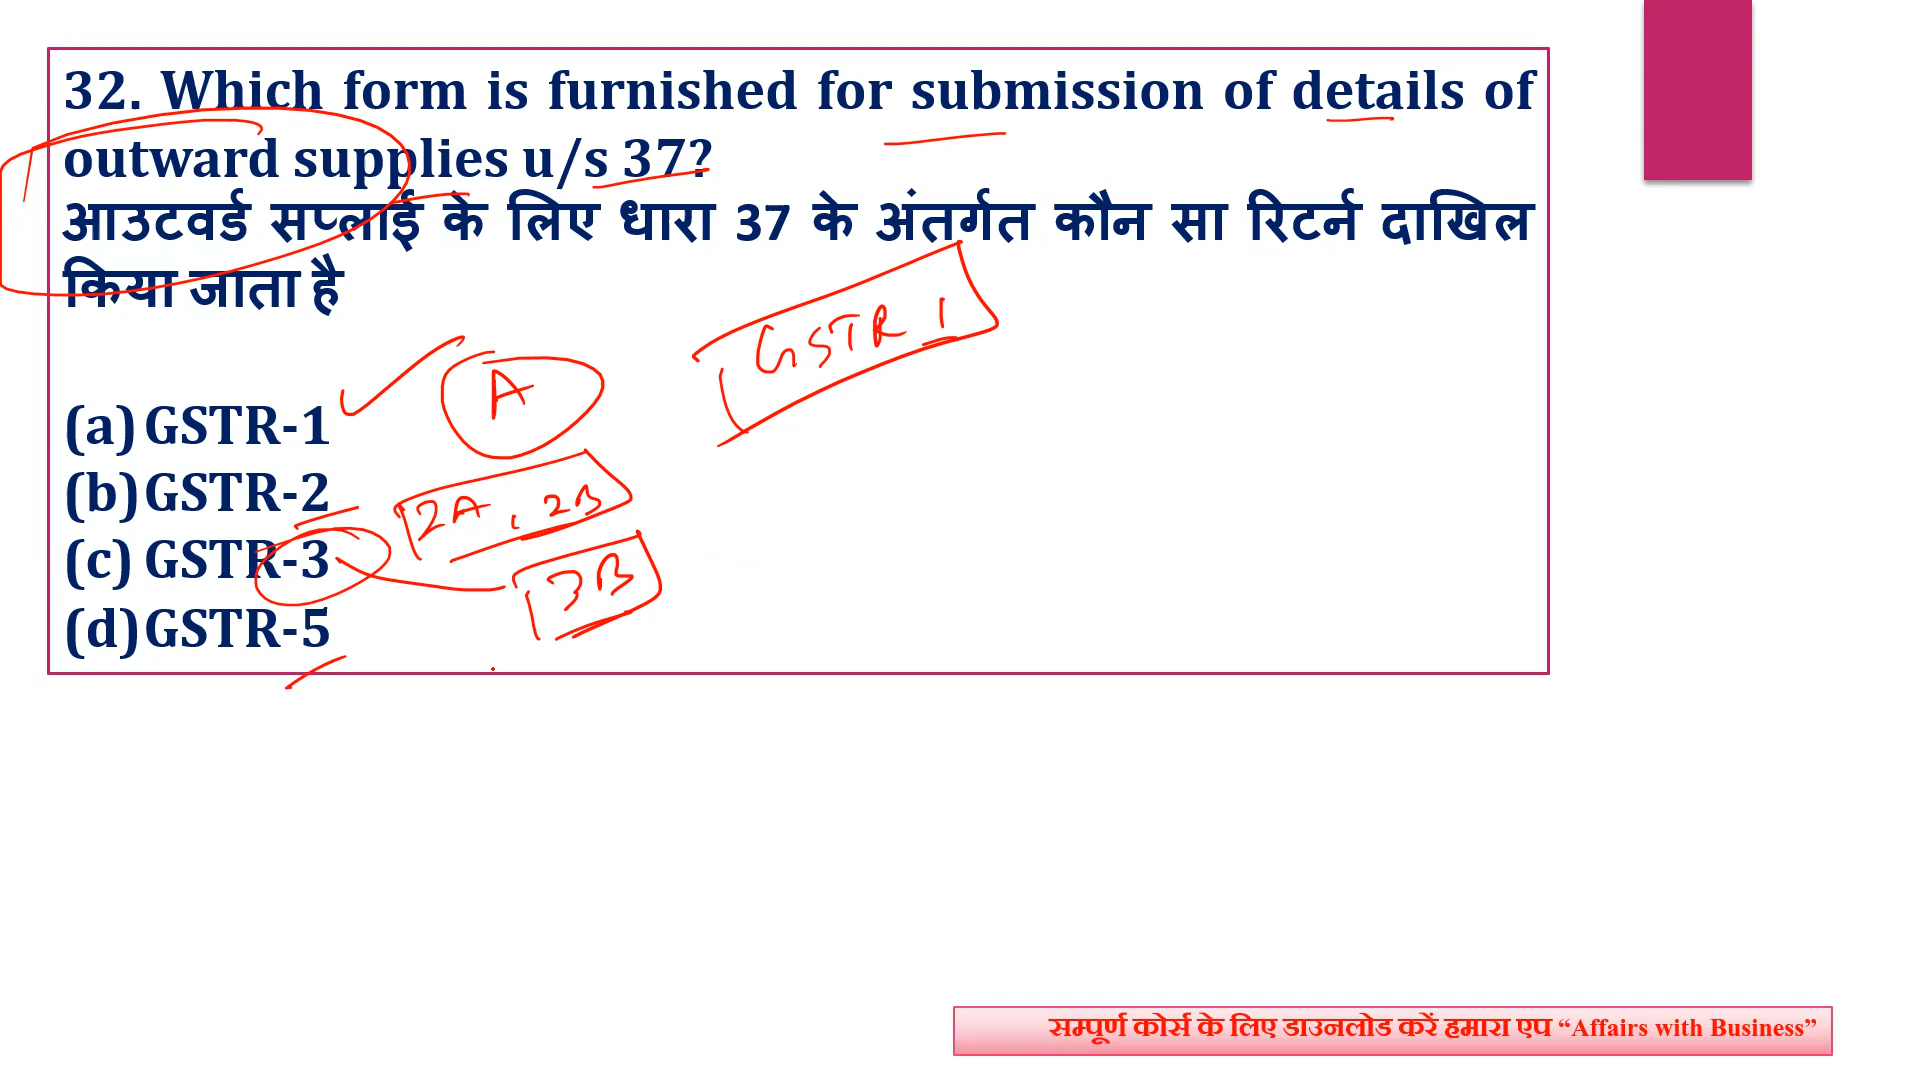 32. Which form is furnished for submission of details of
outward supplies u/s 37?
आउटवर्ड सप्लाई के लिए धारा 37 के अंतर्गत कौन सा रिटर्न दाखिल
किया जाता है
GSTR 1
A
(a) GSTR-1
(b) GSTR-2
2A, 2B
(c) GSTR-3
3B
(d) GSTR-5
सम्पूर्ण कोर्स के लिए डाउनलोड करें हमारा एप “Affairs with Business”